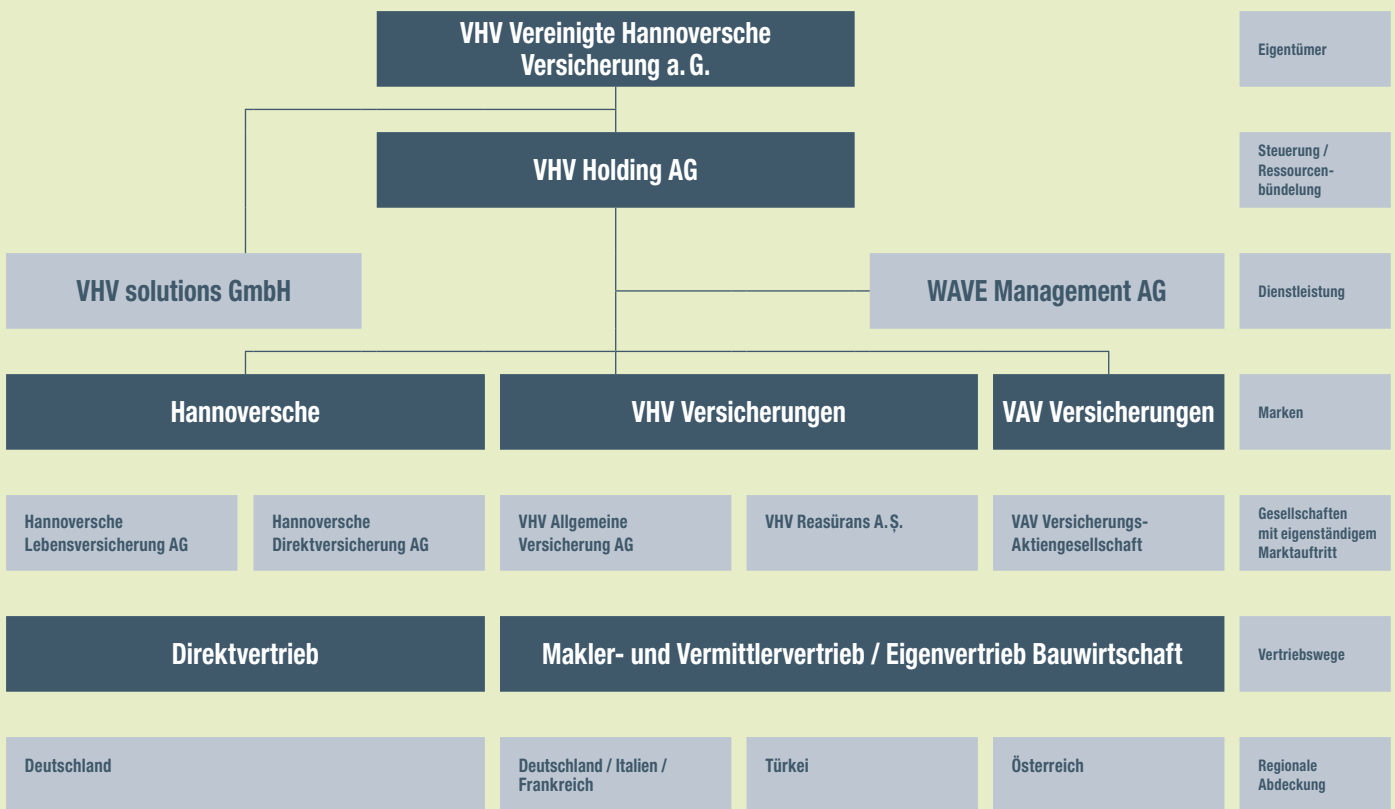 VHV Vereinigte Hannoversche
Versicherung a. G.
Eigentümer
VHV Holding AG
Steuerung /
Ressourcen-
bündelung
VHV solutions GmbH
WAVE Management AG
Dienstleistung
Hannoversche
VHV Versicherungen
VAV Versicherungen
Marken
Hannoversche
Lebensversicherung AG
Hannoversche
Direktversicherung AG
VHV Allgemeine
Versicherung AG
VHV Reasürans A. Ş.
VAV Versicherungs-
Aktiengesellschaft
Gesellschaften
mit eigenständigem
Marktauftritt
Direktvertrieb
Makler- und Vermittlervertrieb / Eigenvertrieb Bauwirtschaft
Vertriebswege
Deutschland
Deutschland / Italien /
Frankreich
Türkei
Österreich
Regionale
Abdeckung